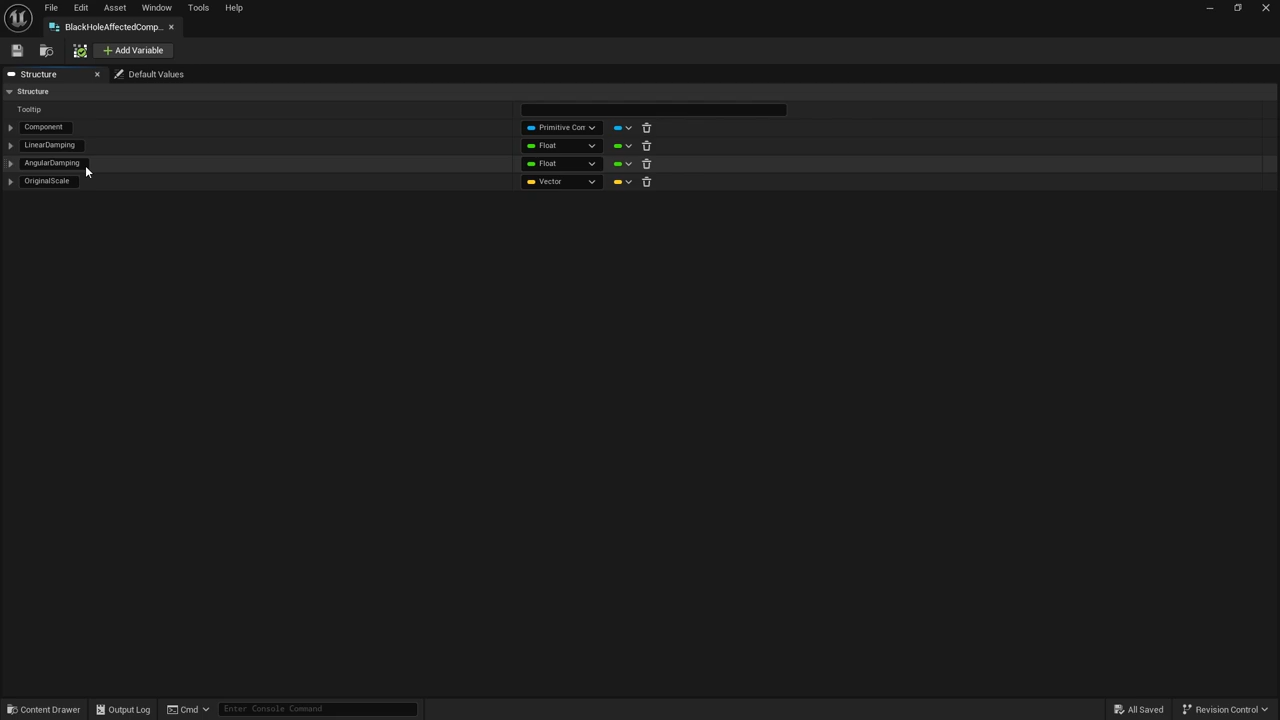 File Edit Asset Window Tools Help
BlackHoleAffectedComp...
Add Variable
Structure Default Values
Structure
Tooltip
Component Primitive Com
LinearDamping Float
AngularDamping Float
OriginalScale Vector
Content Drawer Output Log Cmd Enter Console Command All Saved Revision Control